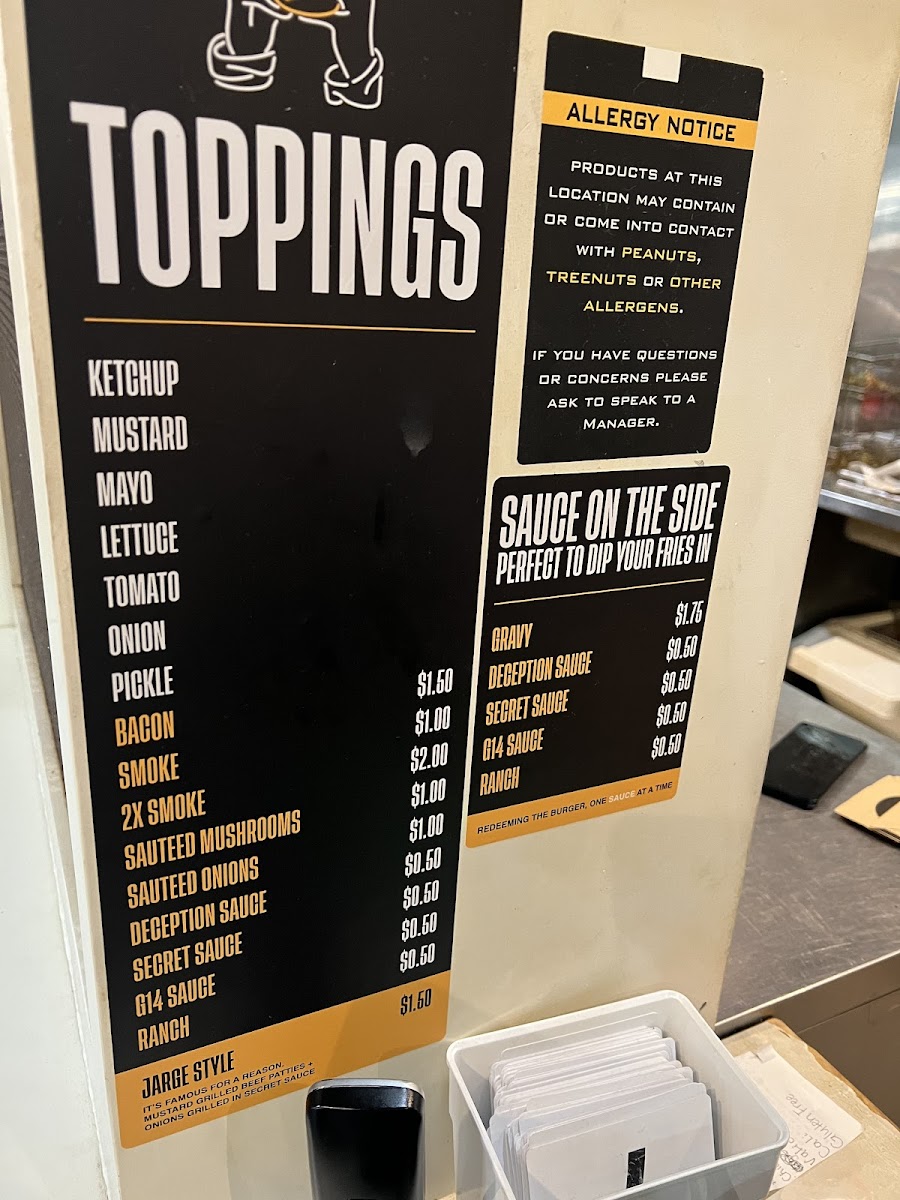 TOPPINGS
KETCHUP
MUSTARD
MAYO
LETTUCE
TOMATO
ONION
PICKLE
BACON $1.50
SMOKE $1.00
2X SMOKE $2.00
SAUTEED MUSHROOMS $1.00
SAUTEED ONIONS $1.00
DECEPTION SAUCE $0.50
SECRET SAUCE $0.50
G14 SAUCE $0.50
RANCH $0.50
JARGE STYLE $1.50
IT'S FAMOUS FOR A REASON.
MUSTARD GRILLED BEEF PATTIES +
ONIONS GRILLED IN SECRET SAUCE
ALLERGY NOTICE
PRODUCTS AT THIS
LOCATION MAY CONTAIN
OR COME INTO CONTACT
WITH PEANUTS,
TREENUTS OR OTHER
ALLERGENS.
IF YOU HAVE QUESTIONS
OR CONCERNS PLEASE
ASK TO SPEAK TO A
MANAGER.
SAUCE ON THE SIDE
PERFECT TO DIP YOUR FRIES IN
GRAVY $1.75
DECEPTION SAUCE $0.50
SECRET SAUCE $0.50
G14 SAUCE $0.50
RANCH $0.50
REDEEMING THE BURGER, ONE SAUCE AT A TIME
Gluten Free